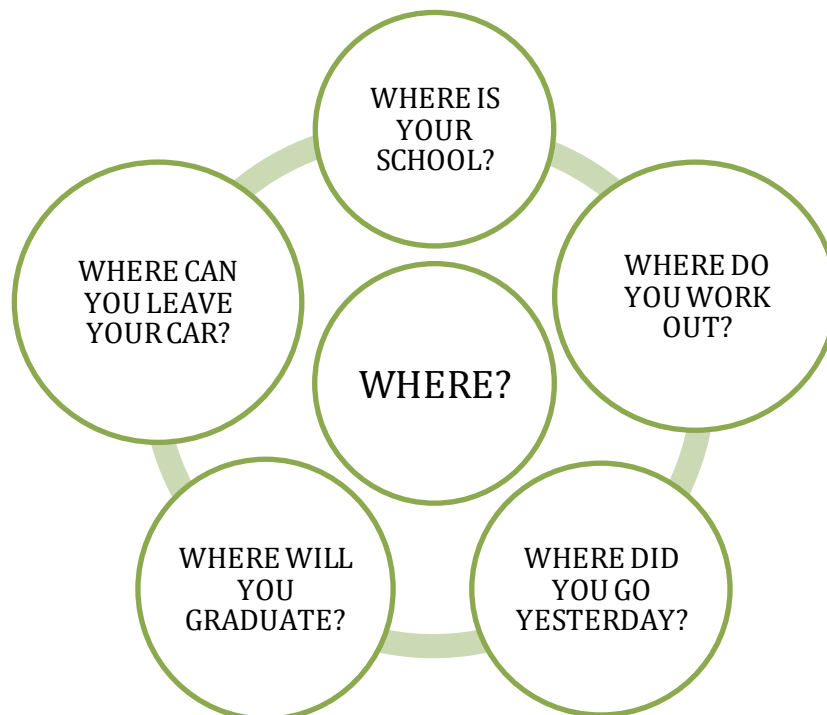 WHERE IS
YOUR
SCHOOL?
WHERE CAN
YOU LEAVE
YOUR CAR?
WHERE DO
YOU WORK
OUT?
WHERE?
WHERE WILL
YOU
GRADUATE?
WHERE DID
YOU GO
YESTERDAY?